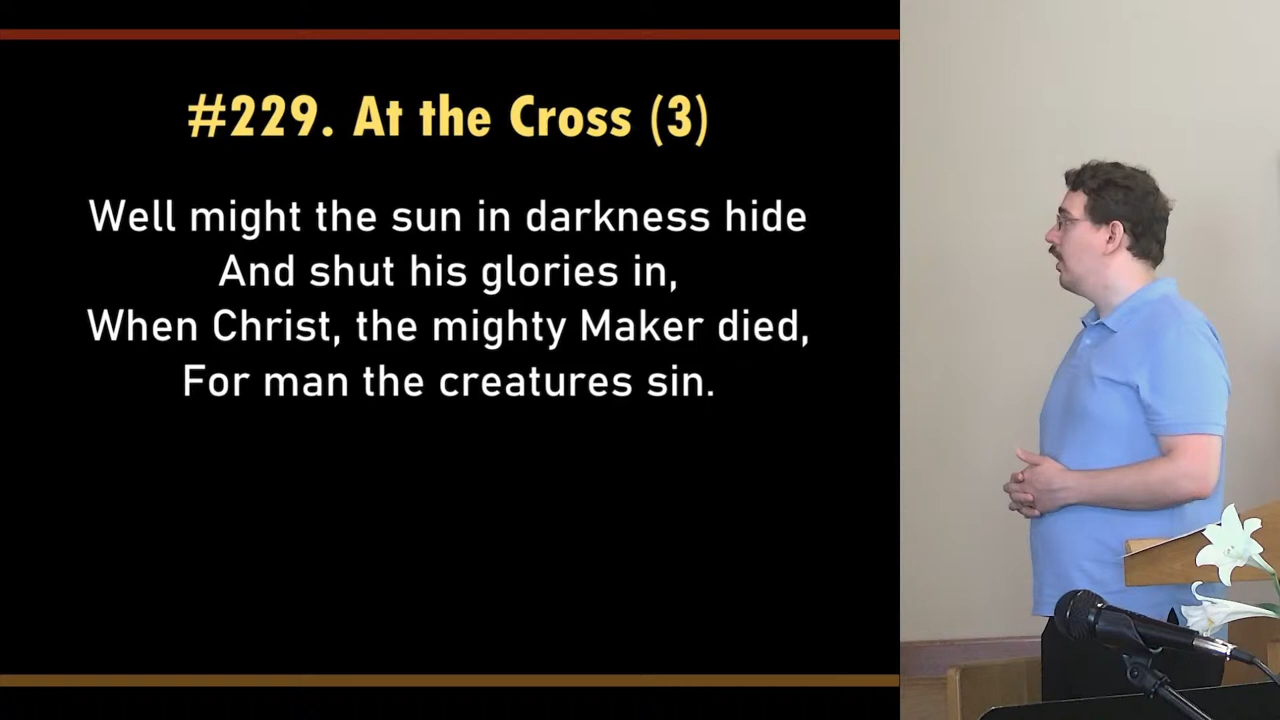 #229. At the Cross (3)
Well might the sun in darkness hide
And shut his glories in,
When Christ, the mighty Maker died,
For man the creatures sin.